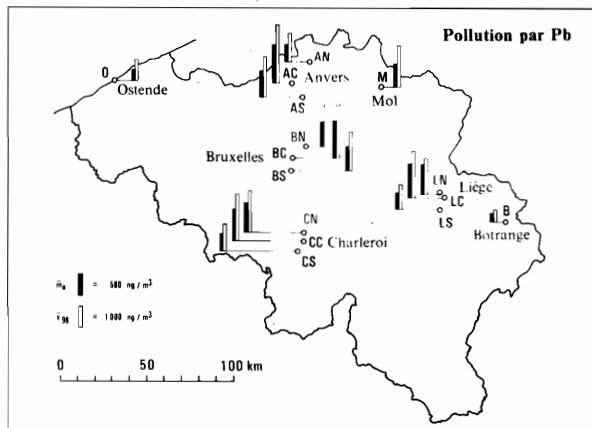 Pollution par Pb
O
Ostende
AN
AC
Anvers
AS
M
Mol
BN
Bruxelles
BC
BS
LN
Liège
LC
LS
B
Botrange
CN
CC
Charleroi
CS
= 500 ng / m³
x̄₉₈ = 1000 ng / m³
0 50 100 km